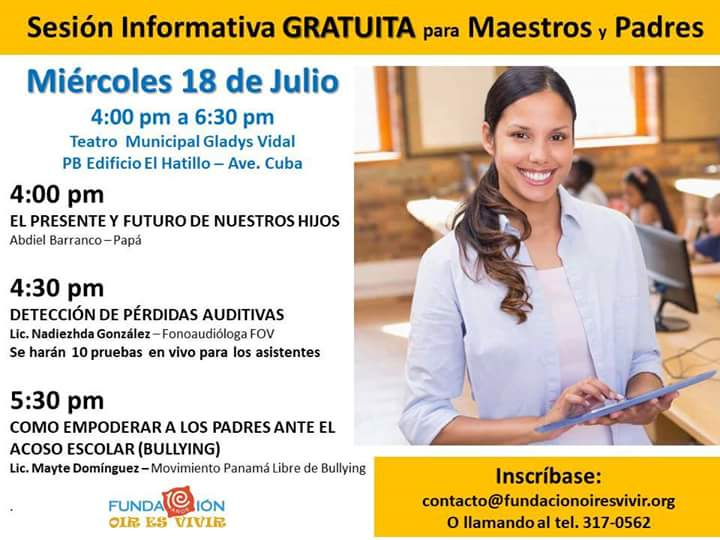 Sesión Informativa GRATUITA para Maestros y Padres
Miércoles 18 de Julio
4:00 pm a 6:30 pm
Teatro Municipal Gladys Vidal
PB Edificio El Hatillo – Ave. Cuba
4:00 pm
EL PRESENTE Y FUTURO DE NUESTROS HIJOS
Abdiel Barranco – Papá
4:30 pm
DETECCIÓN DE PÉRDIDAS AUDITIVAS
Lic. Nadiezhda González – Fonoaudióloga FOV
Se harán 10 pruebas en vivo para los asistentes
5:30 pm
COMO EMPODERAR A LOS PADRES ANTE EL
ACOSO ESCOLAR (BULLYING)
Lic. Mayte Domínguez – Movimiento Panamá Libre de Bullying
.
FUNDACIÓN
OIR ES VIVIR
Inscríbase:
contacto@fundacionoiresvivir.org
O llamando al tel. 317-0562